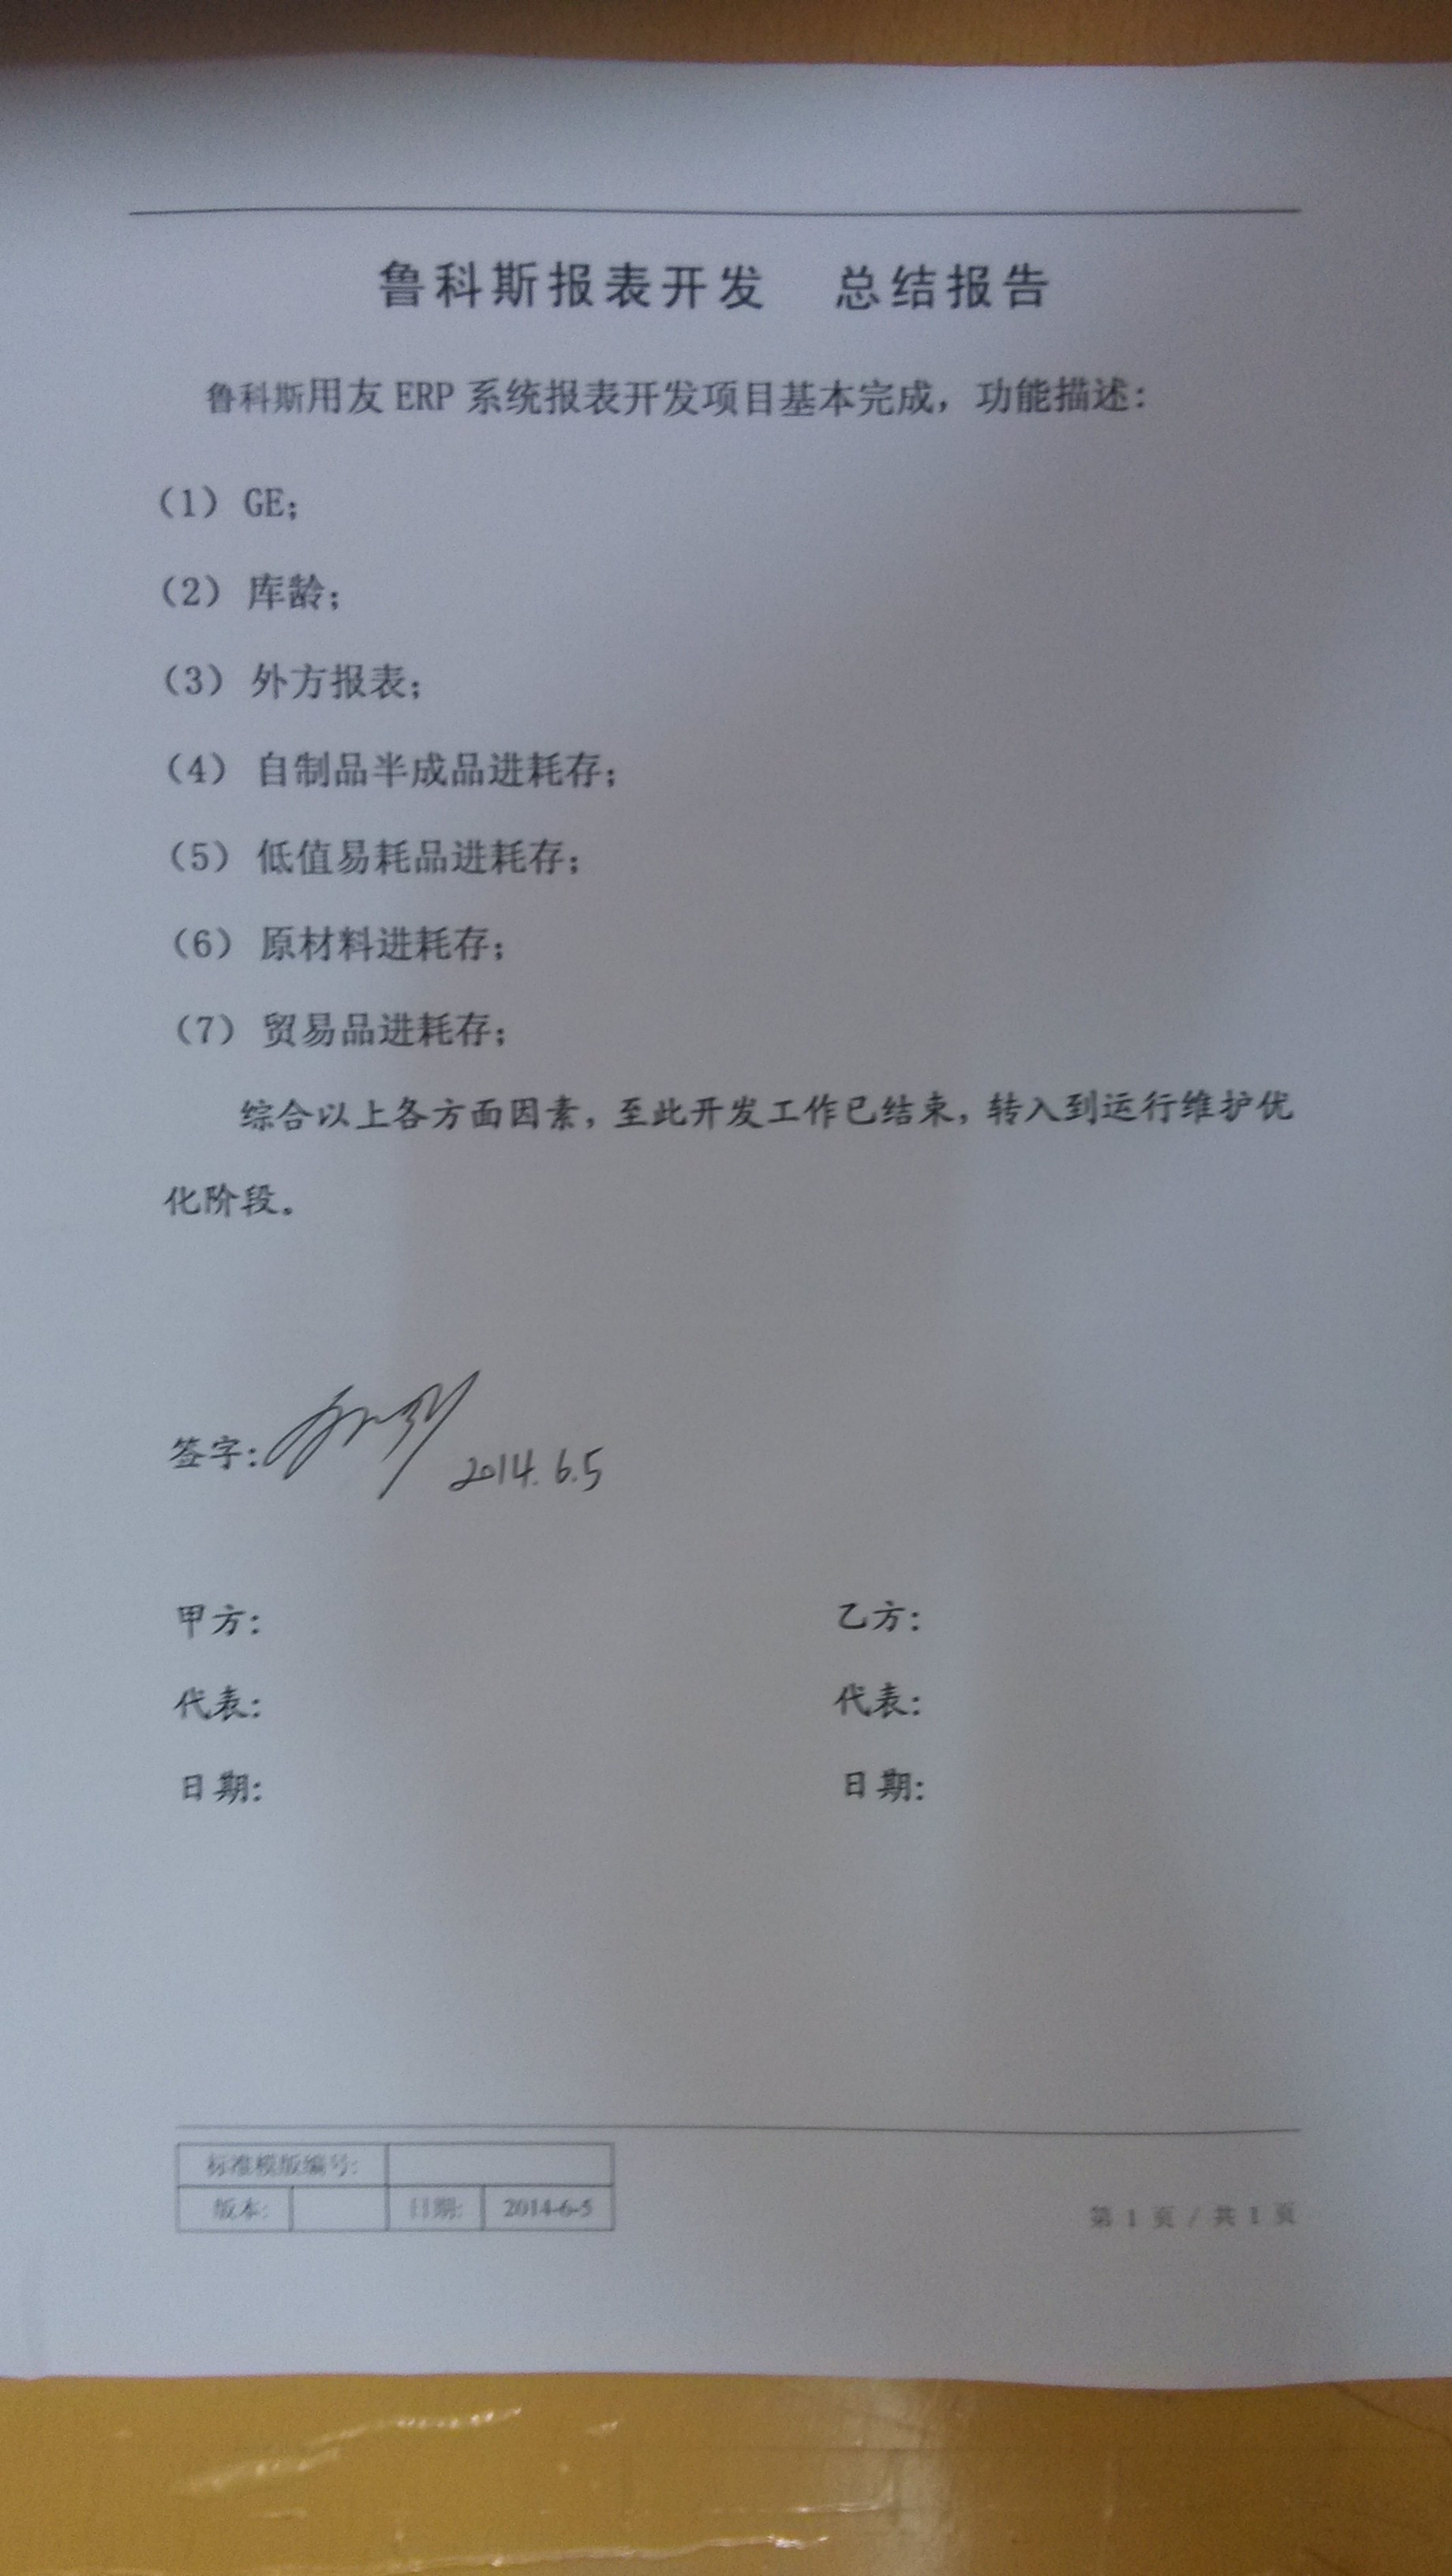 鲁科斯报表开发 总结报告
鲁科斯用友 ERP 系统报表开发项目基本完成，功能描述：
（1） GE；
（2） 库龄；
（3） 外方报表；
（4） 自制品半成品进耗存；
（5） 低值易耗品进耗存；
（6） 原材料进耗存；
（7） 贸易品进耗存；
综合以上各方面因素，至此开发工作已结束，转入到运行维护优
化阶段。
签字：
2014.6.5
甲方： 乙方：
代表： 代表：
日期： 日期：
标准模版编号：
版本： 日期： 2014-6-5
第 1 页 / 共 1 页